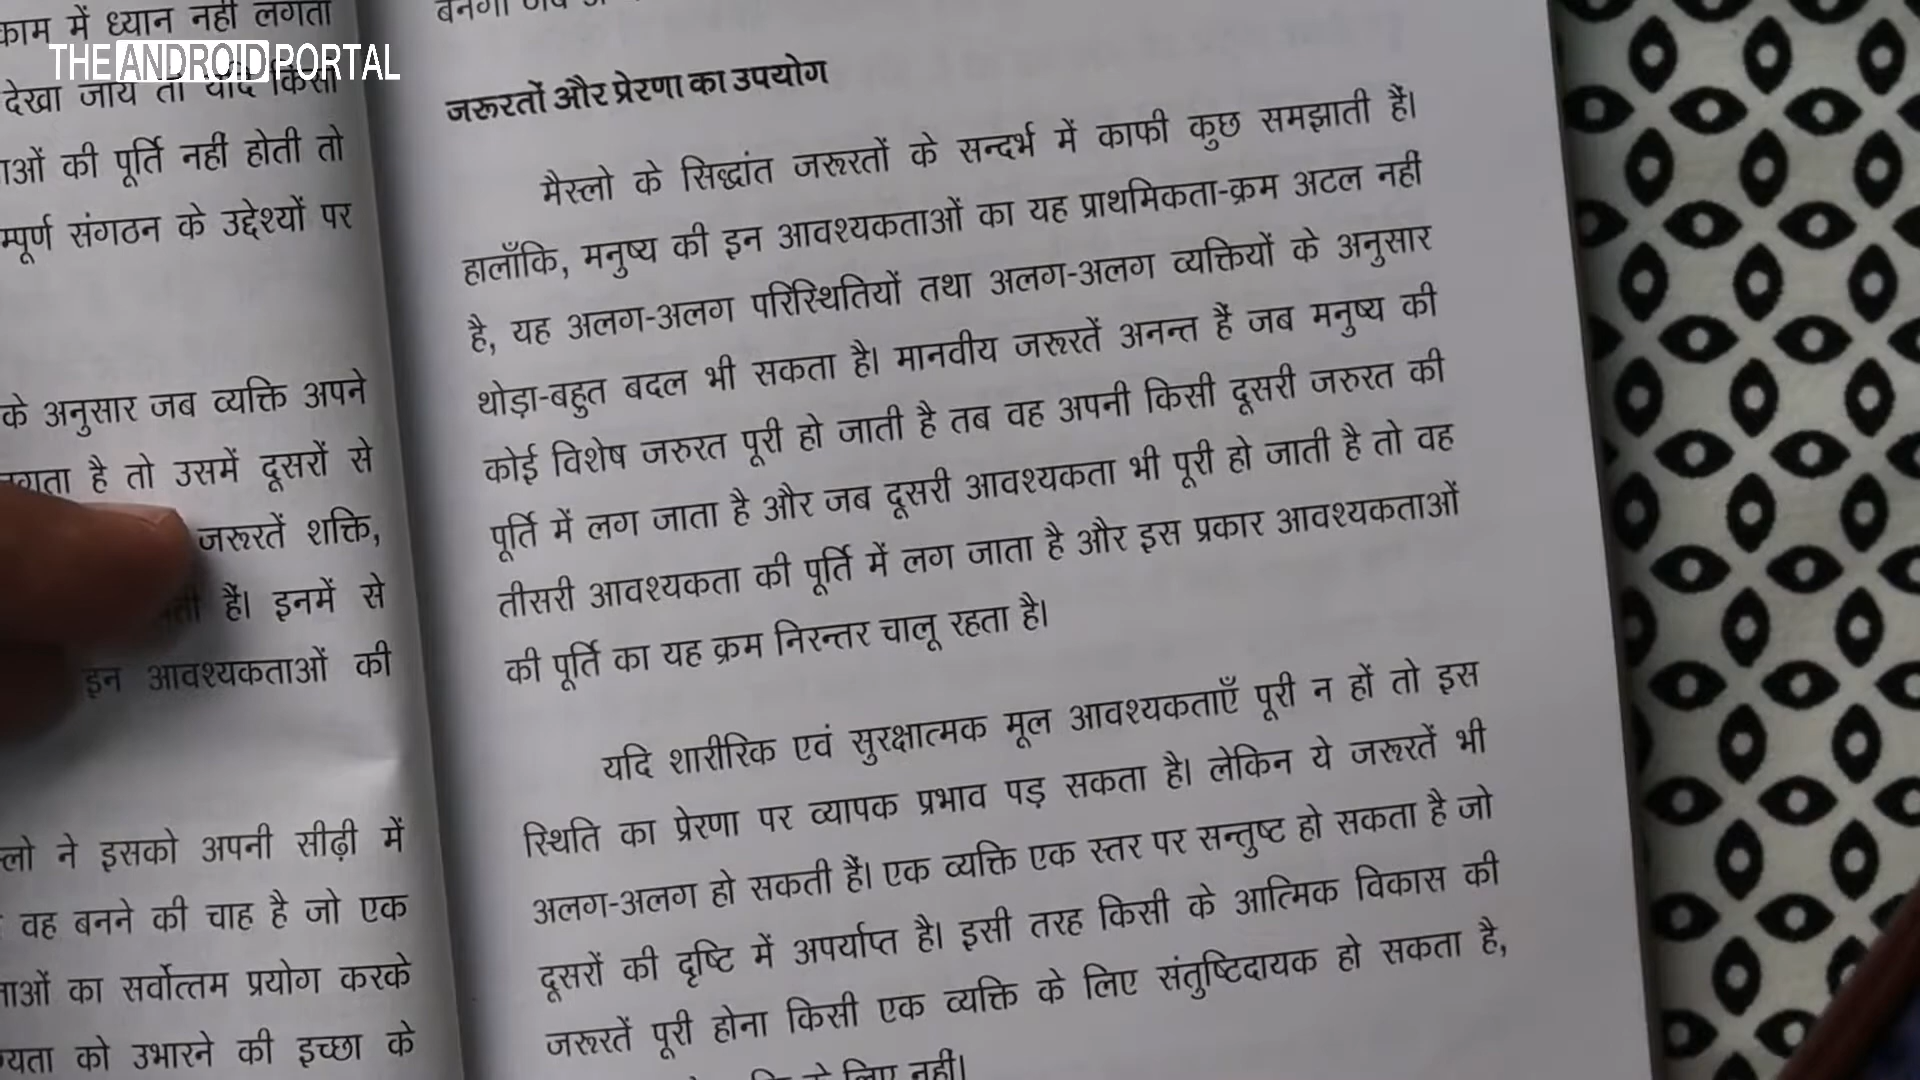 THE ANDROID PORTAL
काम में ध्यान नहीं लगता
देखा जाये तो यदि किसी
की पूर्ति नहीं होती तो
संगठन के उद्देश्यों पर
के अनुसार जब व्यक्ति अपने
है तो उसमें दूसरों से
जरूरतें शक्ति,
हैं। इनमें से
इन आवश्यकताओं की
ने इसको अपनी सीढ़ी में
वह बनने की चाह है जो एक
का सर्वोत्तम प्रयोग करके
को उभारने की इच्छा के
जरूरतों और प्रेरणा का उपयोग
मैस्लो के सिद्धांत जरूरतों के सन्दर्भ में काफी कुछ समझाती हैं।
हालाँकि, मनुष्य की इन आवश्यकताओं का यह प्राथमिकता-क्रम अटल नहीं
है, यह अलग-अलग परिस्थितियों तथा अलग-अलग व्यक्तियों के अनुसार
थोड़ा-बहुत बदल भी सकता है। मानवीय जरूरतें अनन्त हैं जब मनुष्य की
कोई विशेष जरुरत पूरी हो जाती है तब वह अपनी किसी दूसरी जरुरत की
पूर्ति में लग जाता है और जब दूसरी आवश्यकता भी पूरी हो जाती है तो वह
तीसरी आवश्यकता की पूर्ति में लग जाता है और इस प्रकार आवश्यकताओं
की पूर्ति का यह क्रम निरन्तर चालू रहता है।
यदि शारीरिक एवं सुरक्षात्मक मूल आवश्यकताएँ पूरी न हों तो इस
स्थिति का प्रेरणा पर व्यापक प्रभाव पड़ सकता है। लेकिन ये जरूरतें भी
अलग-अलग हो सकती हैं। एक व्यक्ति एक स्तर पर सन्तुष्ट हो सकता है जो
दूसरों की दृष्टि में अपर्याप्त है। इसी तरह किसी के आत्मिक विकास की
जरूरतें पूरी होना किसी एक व्यक्ति के लिए संतुष्टिदायक हो सकता है,
लिए नहीं।